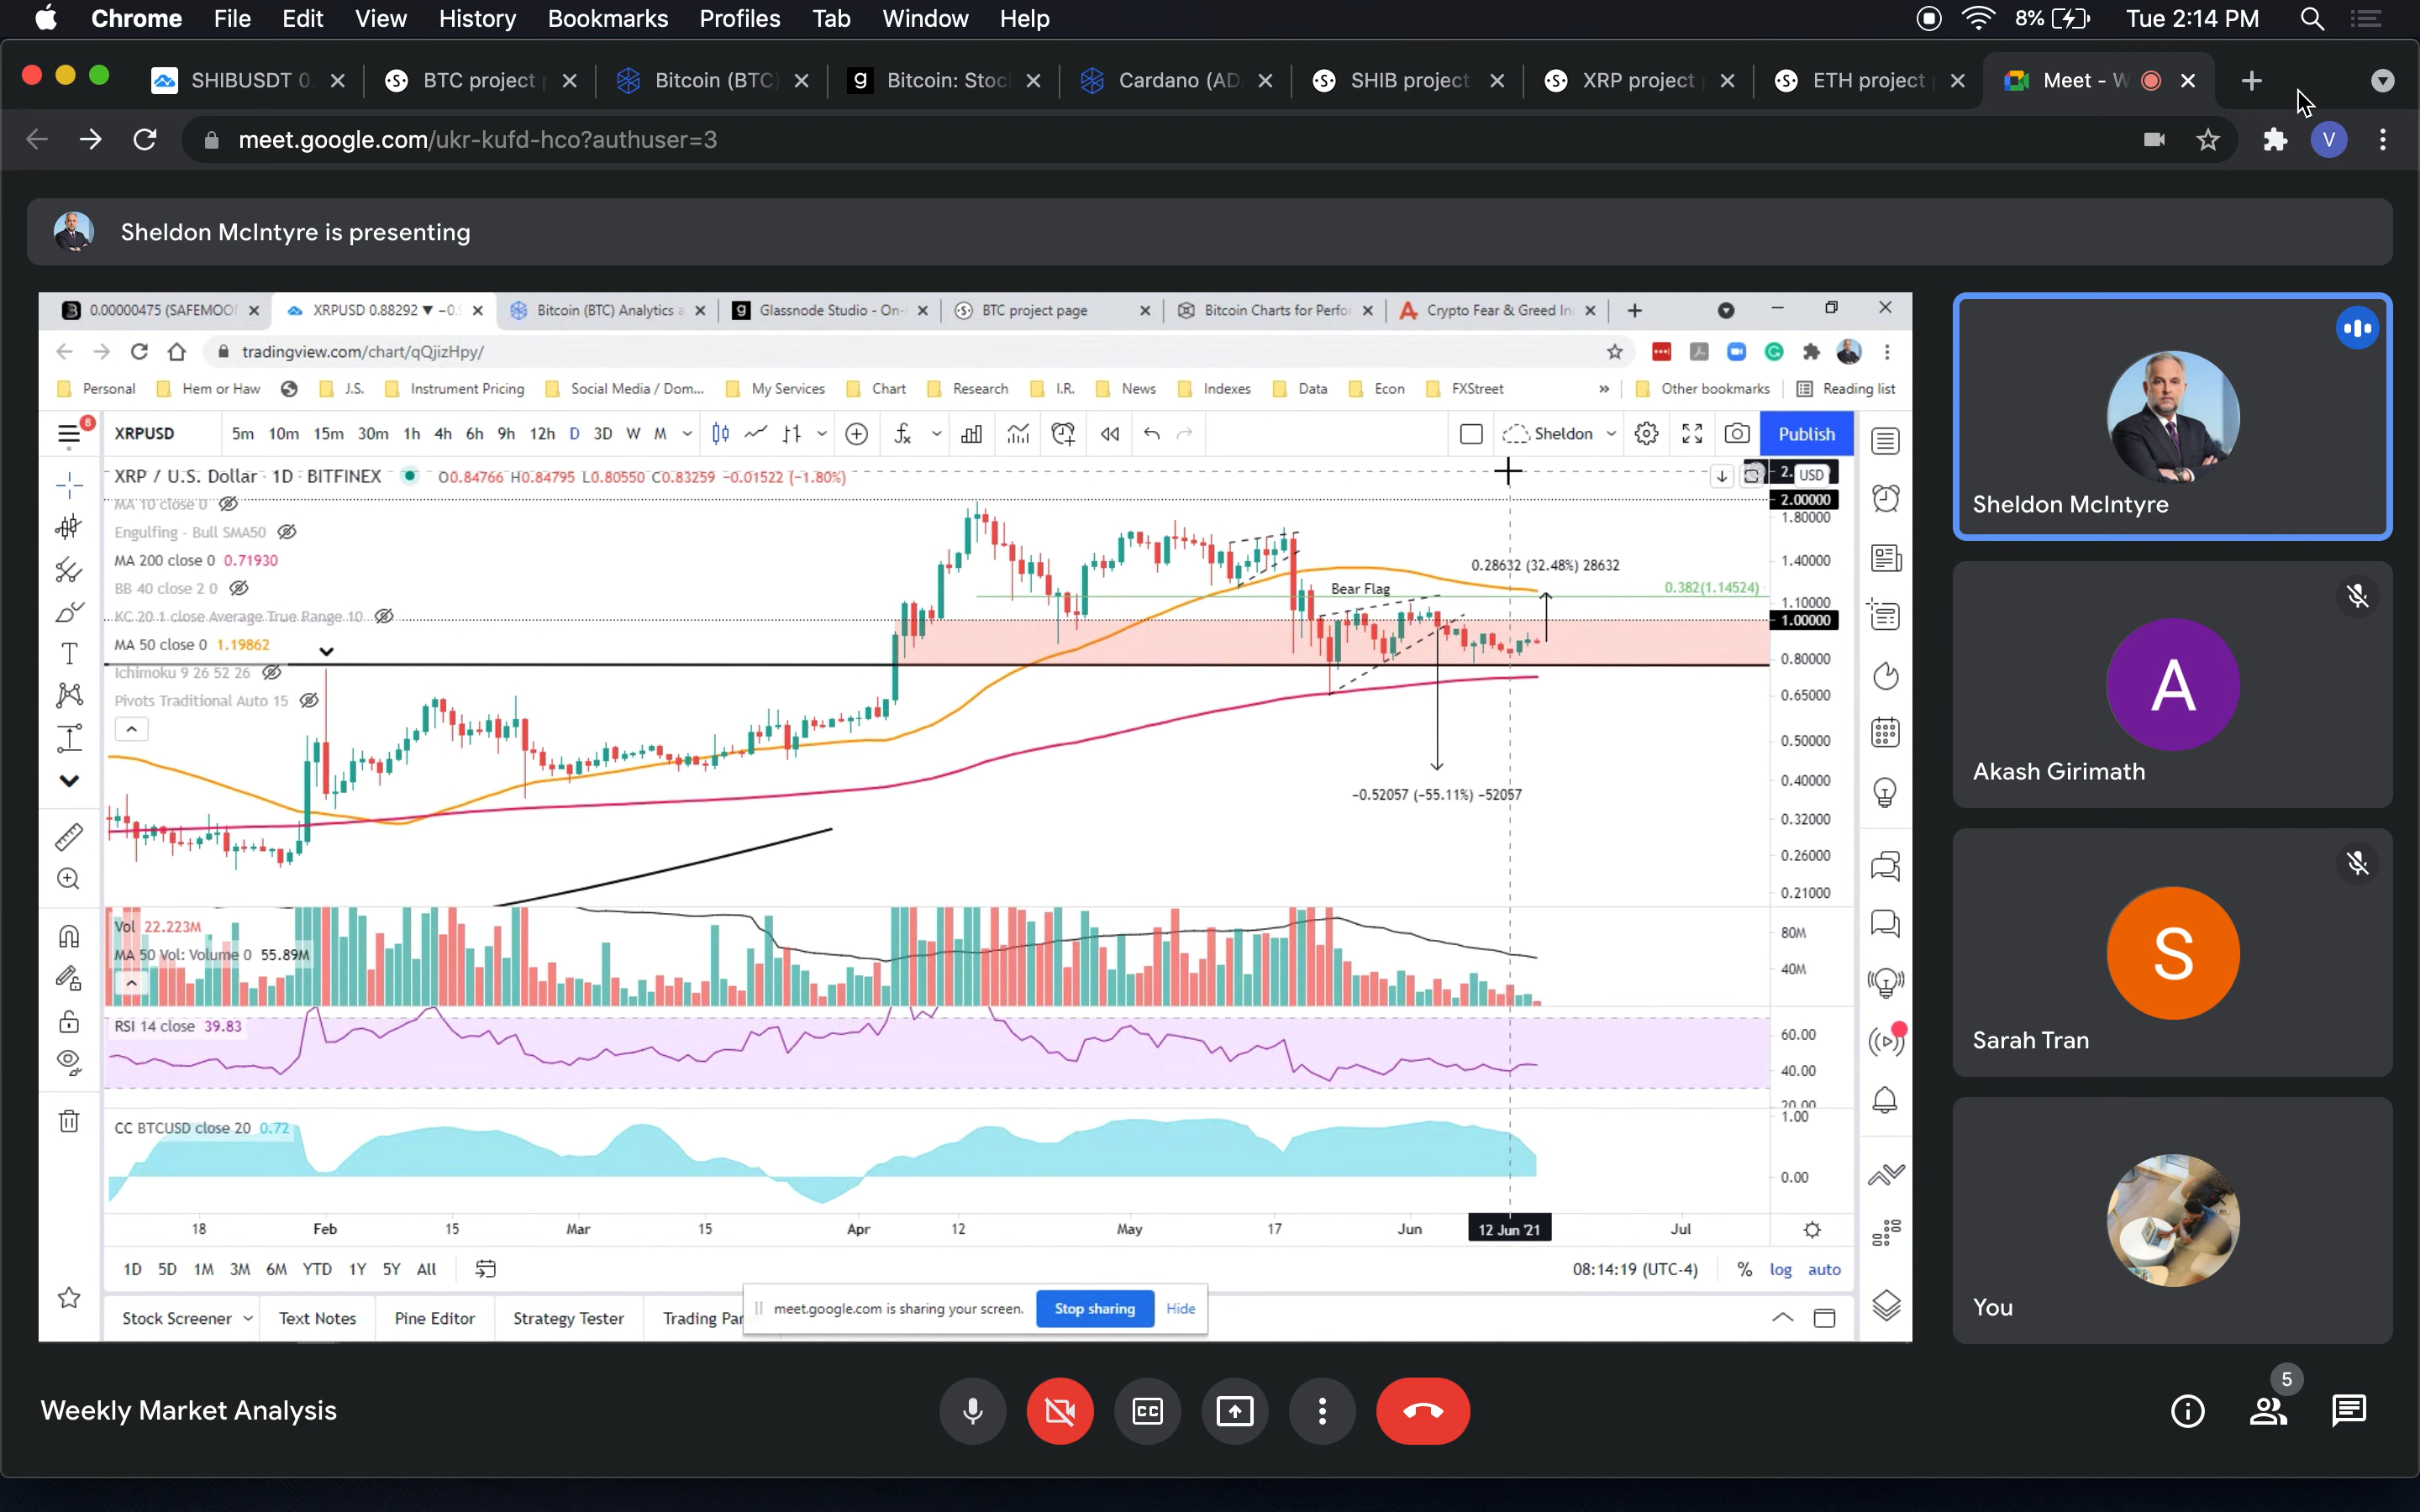 Chrome File Edit View History Bookmarks Profiles Tab Window Help 8% Tue 2:14 PM
SHIBUSDT 0. BTC project p Bitcoin (BTC) Bitcoin: Stoc Cardano (AD SHIB project XRP project ETH project Meet - W
meet.google.com/ukr-kufd-hco?authuser=3 V
Sheldon McIntyre is presenting
0.00000475 (SAFEMOO XRPUSD 0.88292 ▼ −0.9 Bitcoin (BTC) Analytics a Glassnode Studio - On- BTC project page Bitcoin Charts for Perfo Crypto Fear & Greed In
tradingview.com/chart/qQjizHpy/
Personal Hem or Haw J.S. Instrument Pricing Social Media / Dom... My Services Chart Research I.R. News Indexes Data Econ FXStreet » Other bookmarks Reading list
8 XRPUSD 5m 10m 15m 30m 1h 4h 6h 9h 12h D 3D W M Sheldon Publish
XRP / U.S. Dollar · 1D · BITFINEX O0.84766 H0.84795 L0.80550 C0.83259 −0.01522 (−1.80%) 2. USD
MA 10 close 0
Engulfing - Bull SMA50
MA 200 close 0 0.71930
BB 40 close 2 0
KC 20 1 close Average True Range 10
MA 50 close 0 1.19862
Ichimoku 9 26 52 26
Pivots Traditional Auto 15
0.28632 (32.48%) 28632
Bear Flag
0.382(1.14524)
−0.52057 (−55.11%) −52057
2.00000
1.80000
1.40000
1.10000
1.00000
0.80000
0.65000
0.50000
0.40000
0.32000
0.26000
0.21000
Vol 22.223M
MA 50 Vol: Volume 0 55.89M
80M
40M
RSI 14 close 39.83
60.00
40.00
20.00
CC BTCUSD close 20 0.72
1.00
0.00
18 Feb 15 Mar 15 Apr 12 May 17 Jun 12 Jun '21 Jul
1D 5D 1M 3M 6M YTD 1Y 5Y All 08:14:19 (UTC-4) % log auto
Stock Screener Text Notes Pine Editor Strategy Tester Trading Pan
meet.google.com is sharing your screen. Stop sharing Hide
Sheldon McIntyre
A
Akash Girimath
S
Sarah Tran
You
Weekly Market Analysis CC 5